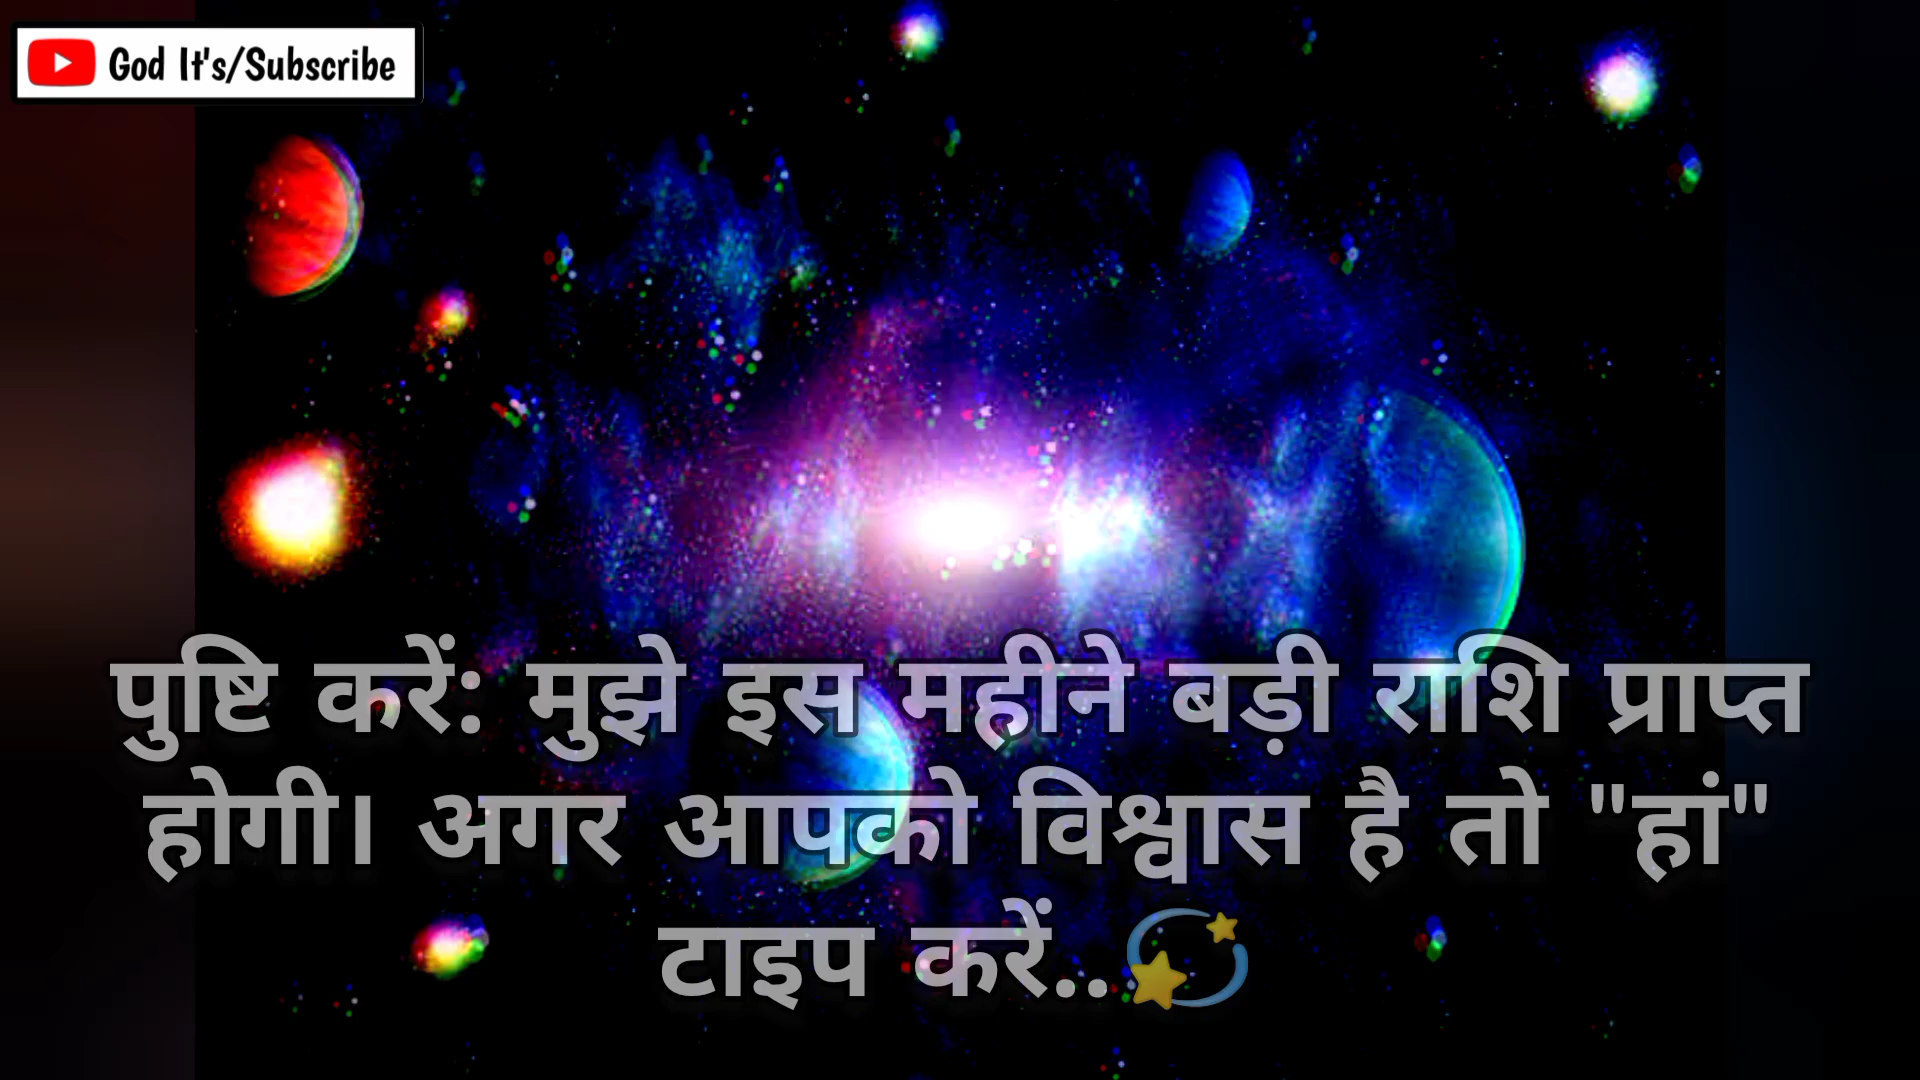 God It's/Subscribe
पुष्टि करें: मुझे इस महीने बड़ी राशि प्राप्त
होगी। अगर आपको विश्वास है तो "हां"
टाइप करें..💫